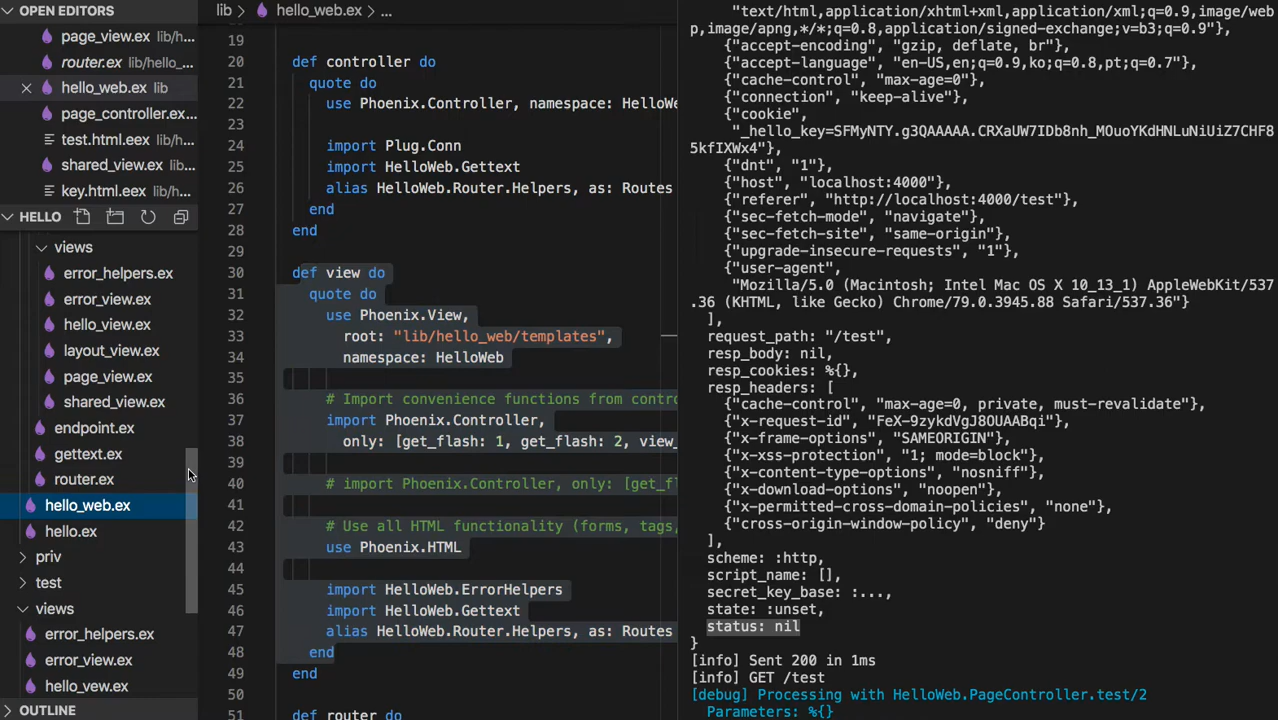 OPEN EDITORS
page_view.ex lib/h...
router.ex lib/hello_...
hello_web.ex lib
page_controller.ex...
test.html.eex lib/h...
shared_view.ex lib...
key.html.eex lib/h...
HELLO
views
error_helpers.ex
error_view.ex
hello_view.ex
layout_view.ex
page_view.ex
shared_view.ex
endpoint.ex
gettext.ex
router.ex
hello_web.ex
hello.ex
priv
test
views
error_helpers.ex
error_view.ex
hello_vew.ex
OUTLINE
lib > hello_web.ex > ...
19
20 def controller do
21 quote do
22 use Phoenix.Controller, namespace: HelloWe
23
24 import Plug.Conn
25 import HelloWeb.Gettext
26 alias HelloWeb.Router.Helpers, as: Routes
27 end
28 end
29
30 def view do
31 quote do
32 use Phoenix.View,
33 root: "lib/hello_web/templates",
34 namespace: HelloWeb
35
36 # Import convenience functions from contro
37 import Phoenix.Controller,
38 only: [get_flash: 1, get_flash: 2, view_
39
40 # import Phoenix.Controller, only: [get_fl
41
42 # Use all HTML functionality (forms, tags,
43 use Phoenix.HTML
44
45 import HelloWeb.ErrorHelpers
46 import HelloWeb.Gettext
47 alias HelloWeb.Router.Helpers, as: Routes
48 end
49 end
50
51 def router do
"text/html,application/xhtml+xml,application/xml;q=0.9,image/web
p,image/apng,*/*;q=0.8,application/signed-exchange;v=b3;q=0.9"},
{"accept-encoding", "gzip, deflate, br"},
{"accept-language", "en-US,en;q=0.9,ko;q=0.8,pt;q=0.7"},
{"cache-control", "max-age=0"},
{"connection", "keep-alive"},
{"cookie",
"_hello_key=SFMyNTY.g3QAAAAA.CRXaUW7IDb8nh_MOuoYKdHNLuNiUiZ7CHF8
5kfIXWx4"},
{"dnt", "1"},
{"host", "localhost:4000"},
{"referer", "http://localhost:4000/test"},
{"sec-fetch-mode", "navigate"},
{"sec-fetch-site", "same-origin"},
{"upgrade-insecure-requests", "1"},
{"user-agent",
"Mozilla/5.0 (Macintosh; Intel Mac OS X 10_13_1) AppleWebKit/537
.36 (KHTML, like Gecko) Chrome/79.0.3945.88 Safari/537.36"}
],
request_path: "/test",
resp_body: nil,
resp_cookies: %{},
resp_headers: [
{"cache-control", "max-age=0, private, must-revalidate"},
{"x-request-id", "FeX-9zykdVgJ8OUAABqi"},
{"x-frame-options", "SAMEORIGIN"},
{"x-xss-protection", "1; mode=block"},
{"x-content-type-options", "nosniff"},
{"x-download-options", "noopen"},
{"x-permitted-cross-domain-policies", "none"},
{"cross-origin-window-policy", "deny"}
],
scheme: :http,
script_name: [],
secret_key_base: :...,
state: :unset,
status: nil
}
[info] Sent 200 in 1ms
[info] GET /test
[debug] Processing with HelloWeb.PageController.test/2
Parameters: %{}